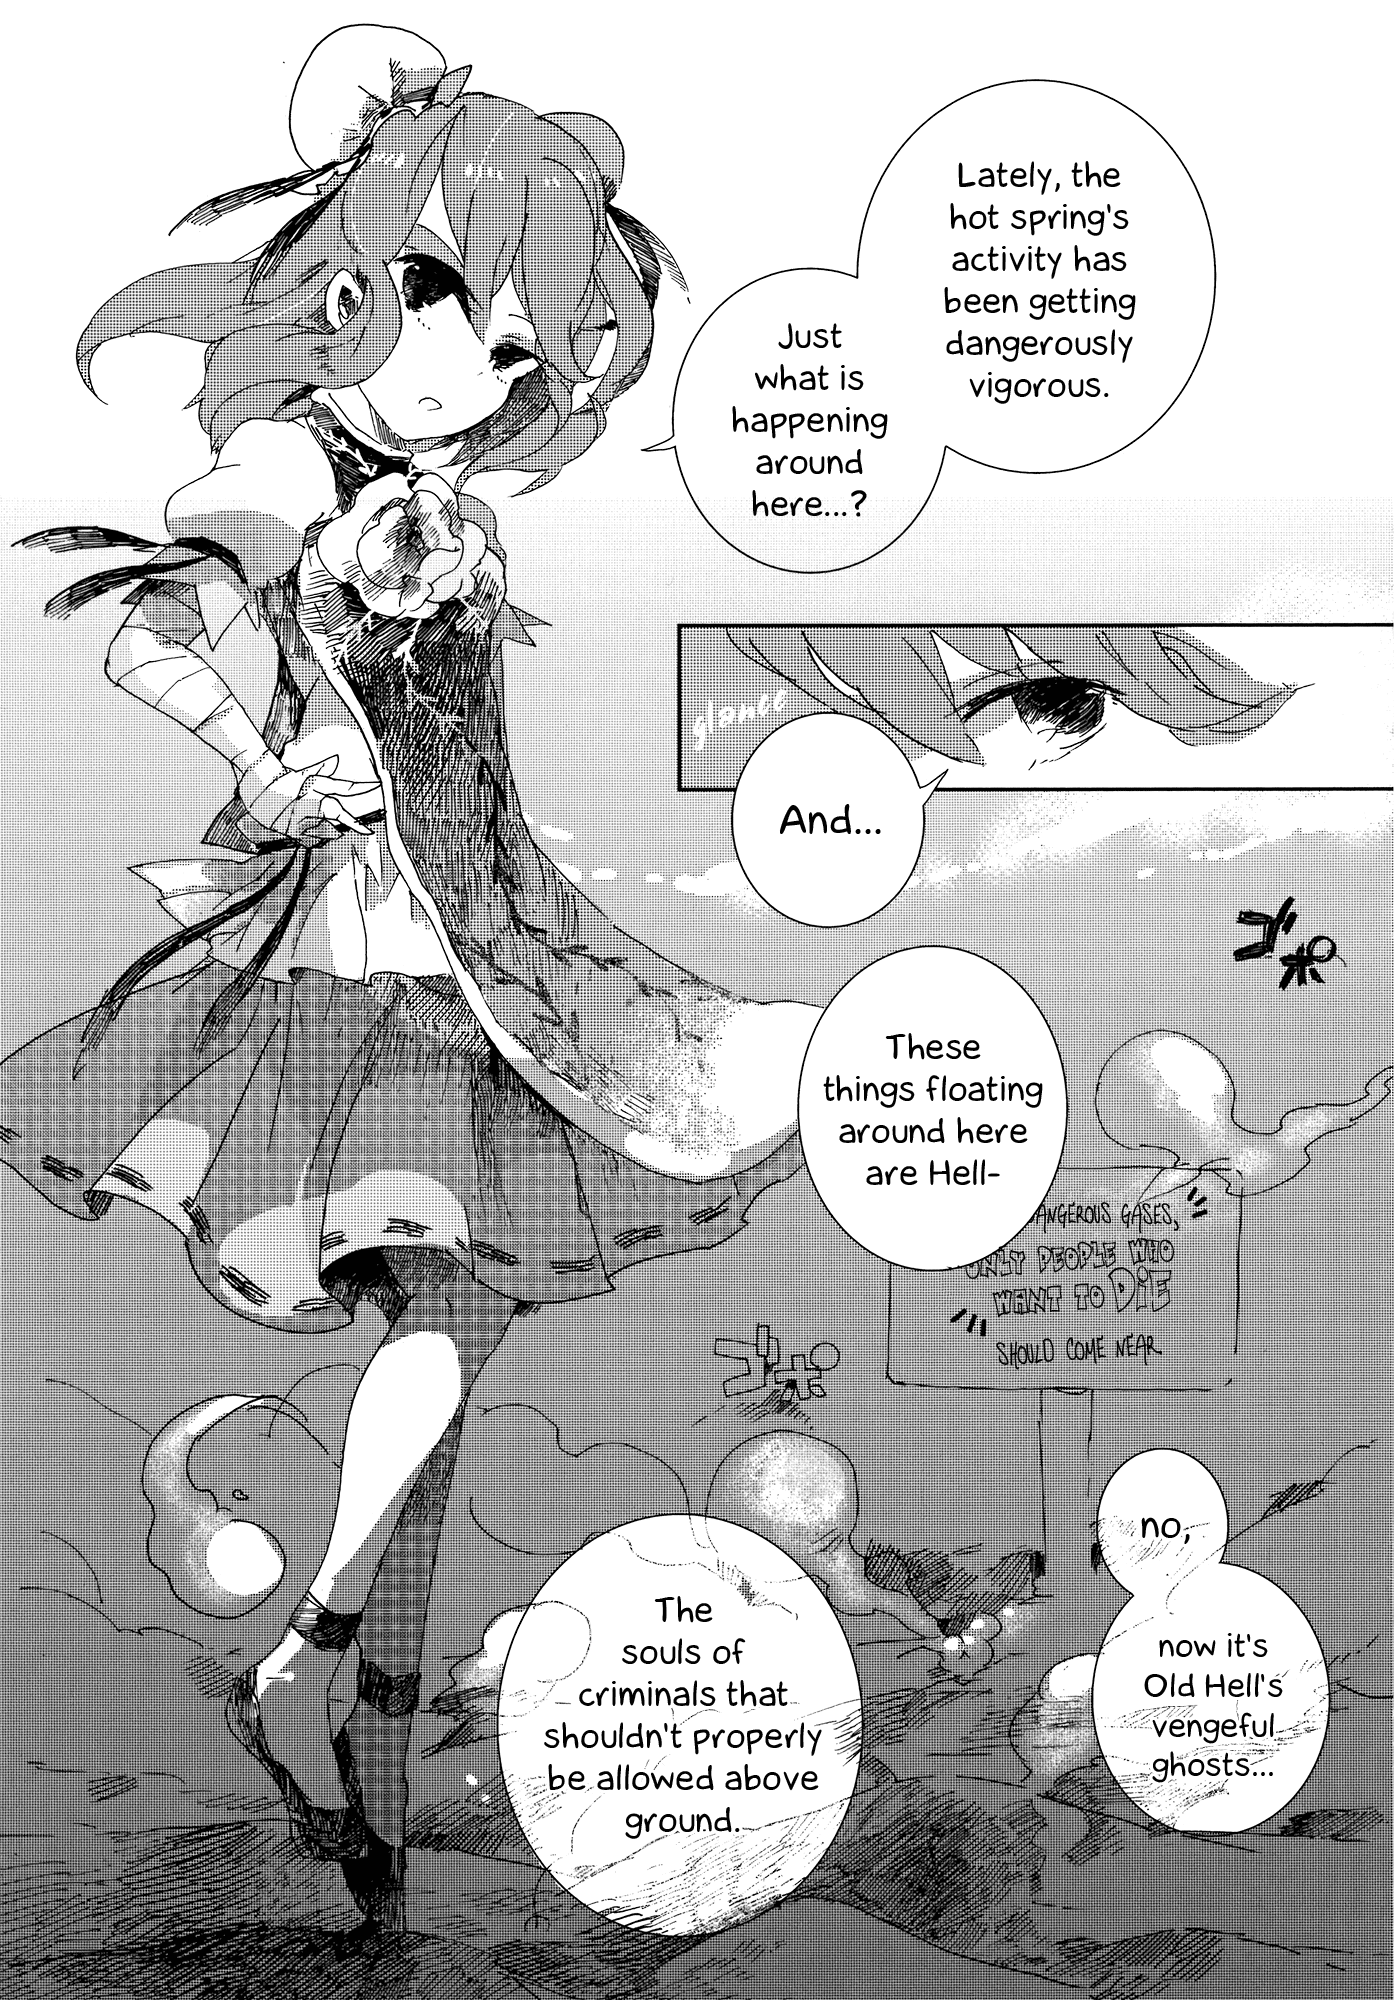 Lately, the
hot spring's
activity has
been getting
dangerously
vigorous.
Just
what is
happening
around
here...?
glance
And...
ゴポ
These
things floating
around here
are Hell-
DANGEROUS GASES,
ONLY PEOPLE WHO
WANT TO DIE
SHOULD COME NEAR
ゴポ
no,
now it's
Old Hell's
vengeful
ghosts...
The
souls of
criminals that
shouldn't properly
be allowed above
ground.